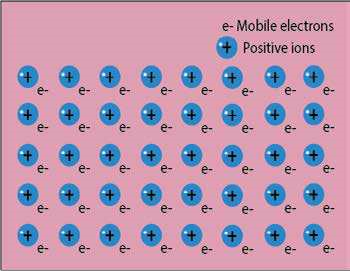 e- Mobile electrons
+ Positive ions
+ + + + + + + +
e- e- e- e- e- e- e- e-
+ + + + + + + +
e- e- e- e- e- e- e- e-
+ + + + + + + +
e- e- e- e- e- e- e- e-
+ + + + + + + +
e- e- e- e- e- e- e- e-
+ + + + + + + +
e- e- e- e- e- e- e- e-